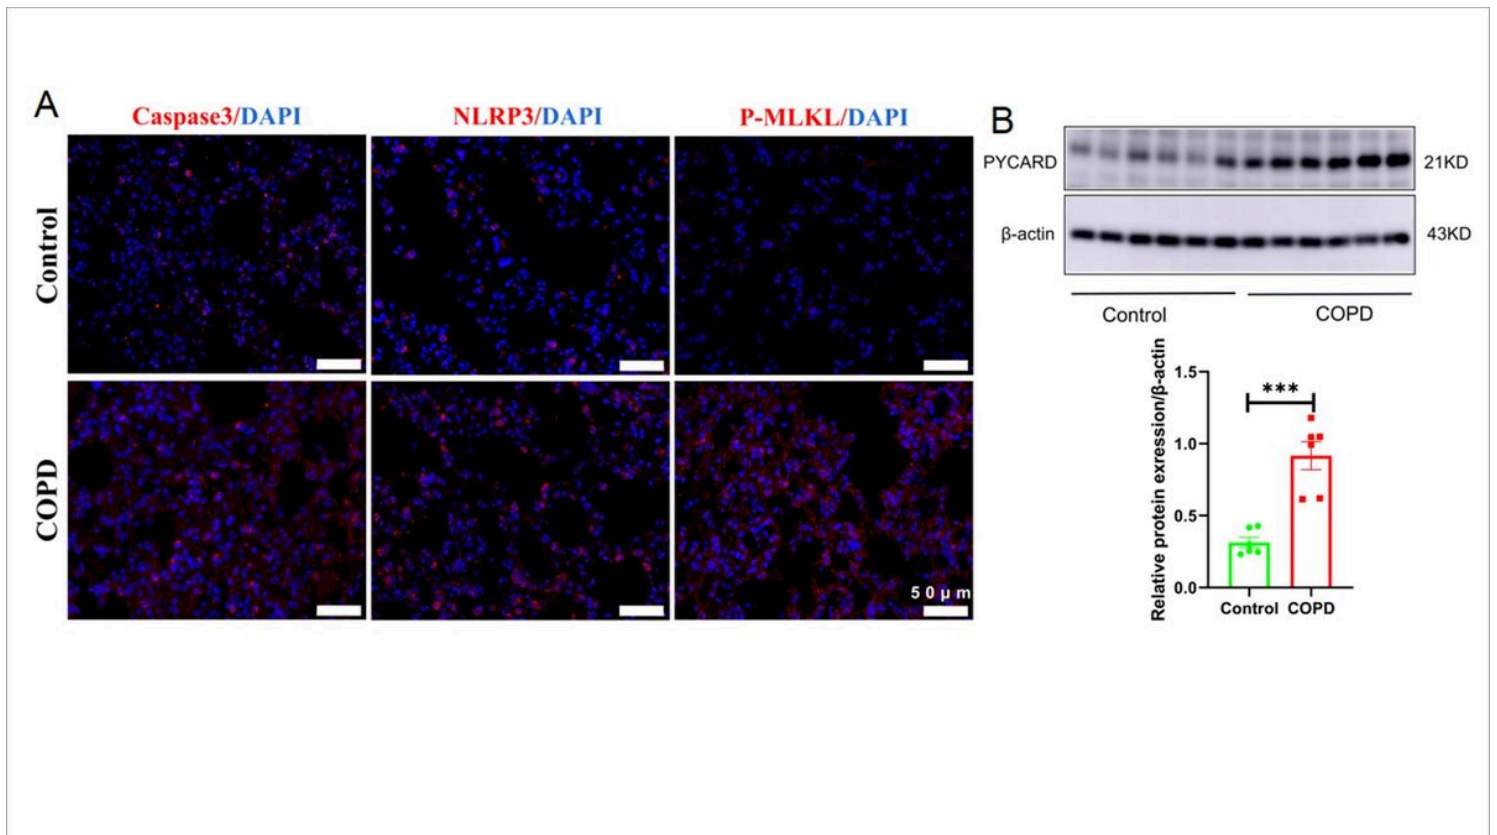 A
Caspase3/DAPI
NLRP3/DAPI
P-MLKL/DAPI
Control
COPD
50 μm
B
PYCARD
21KD
β-actin
43KD
Control
COPD
Relative protein exression/β-actin
1.5
1.0
0.5
0.0
***
Control
COPD